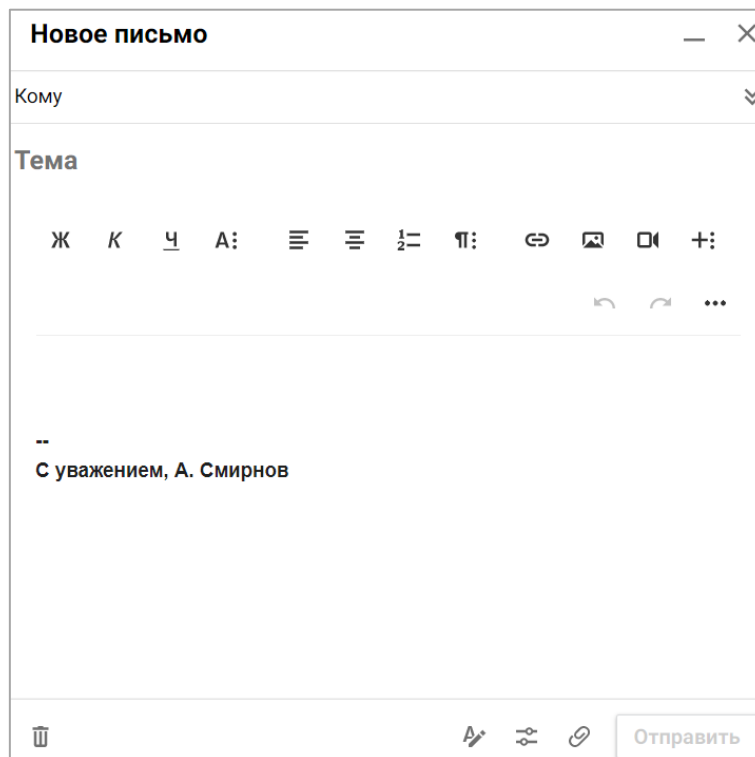 Новое письмо
Кому
Тема
Ж К Ч А
--
С уважением, А. Смирнов
Отправить